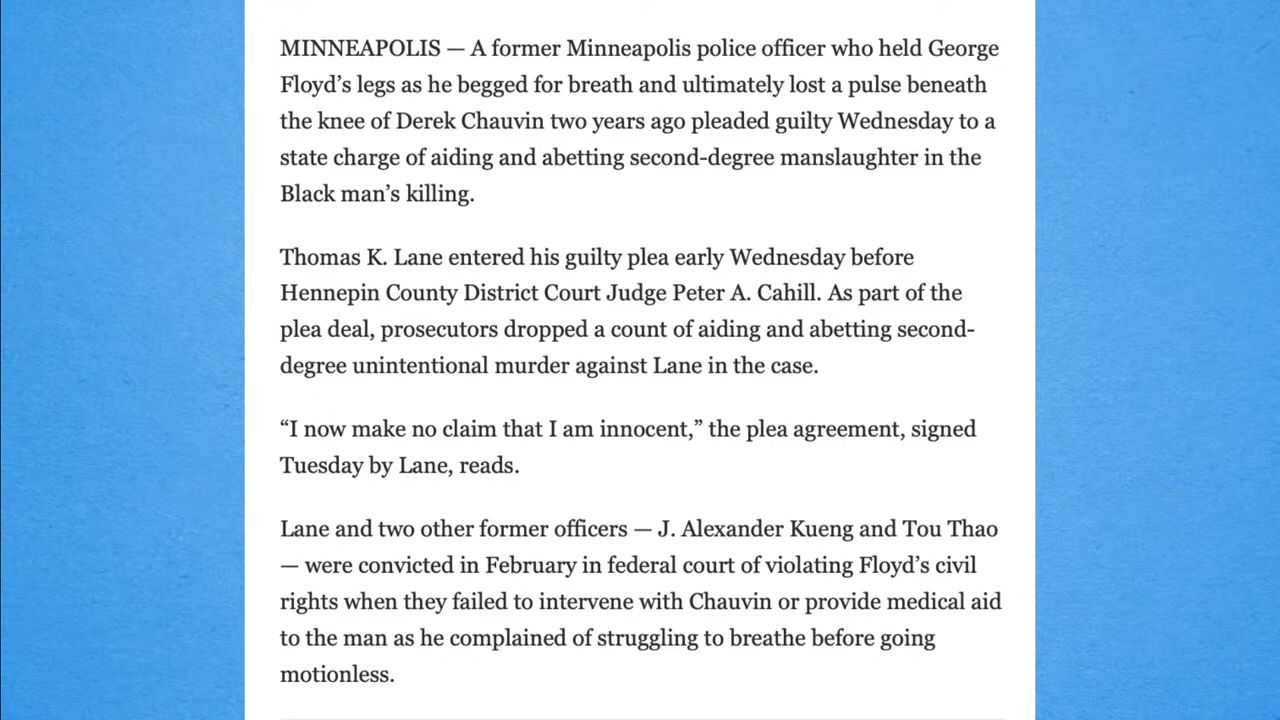 MINNEAPOLIS — A former Minneapolis police officer who held George
Floyd’s legs as he begged for breath and ultimately lost a pulse beneath
the knee of Derek Chauvin two years ago pleaded guilty Wednesday to a
state charge of aiding and abetting second-degree manslaughter in the
Black man’s killing.
Thomas K. Lane entered his guilty plea early Wednesday before
Hennepin County District Court Judge Peter A. Cahill. As part of the
plea deal, prosecutors dropped a count of aiding and abetting second-
degree unintentional murder against Lane in the case.
“I now make no claim that I am innocent,” the plea agreement, signed
Tuesday by Lane, reads.
Lane and two other former officers — J. Alexander Kueng and Tou Thao
— were convicted in February in federal court of violating Floyd’s civil
rights when they failed to intervene with Chauvin or provide medical aid
to the man as he complained of struggling to breathe before going
motionless.